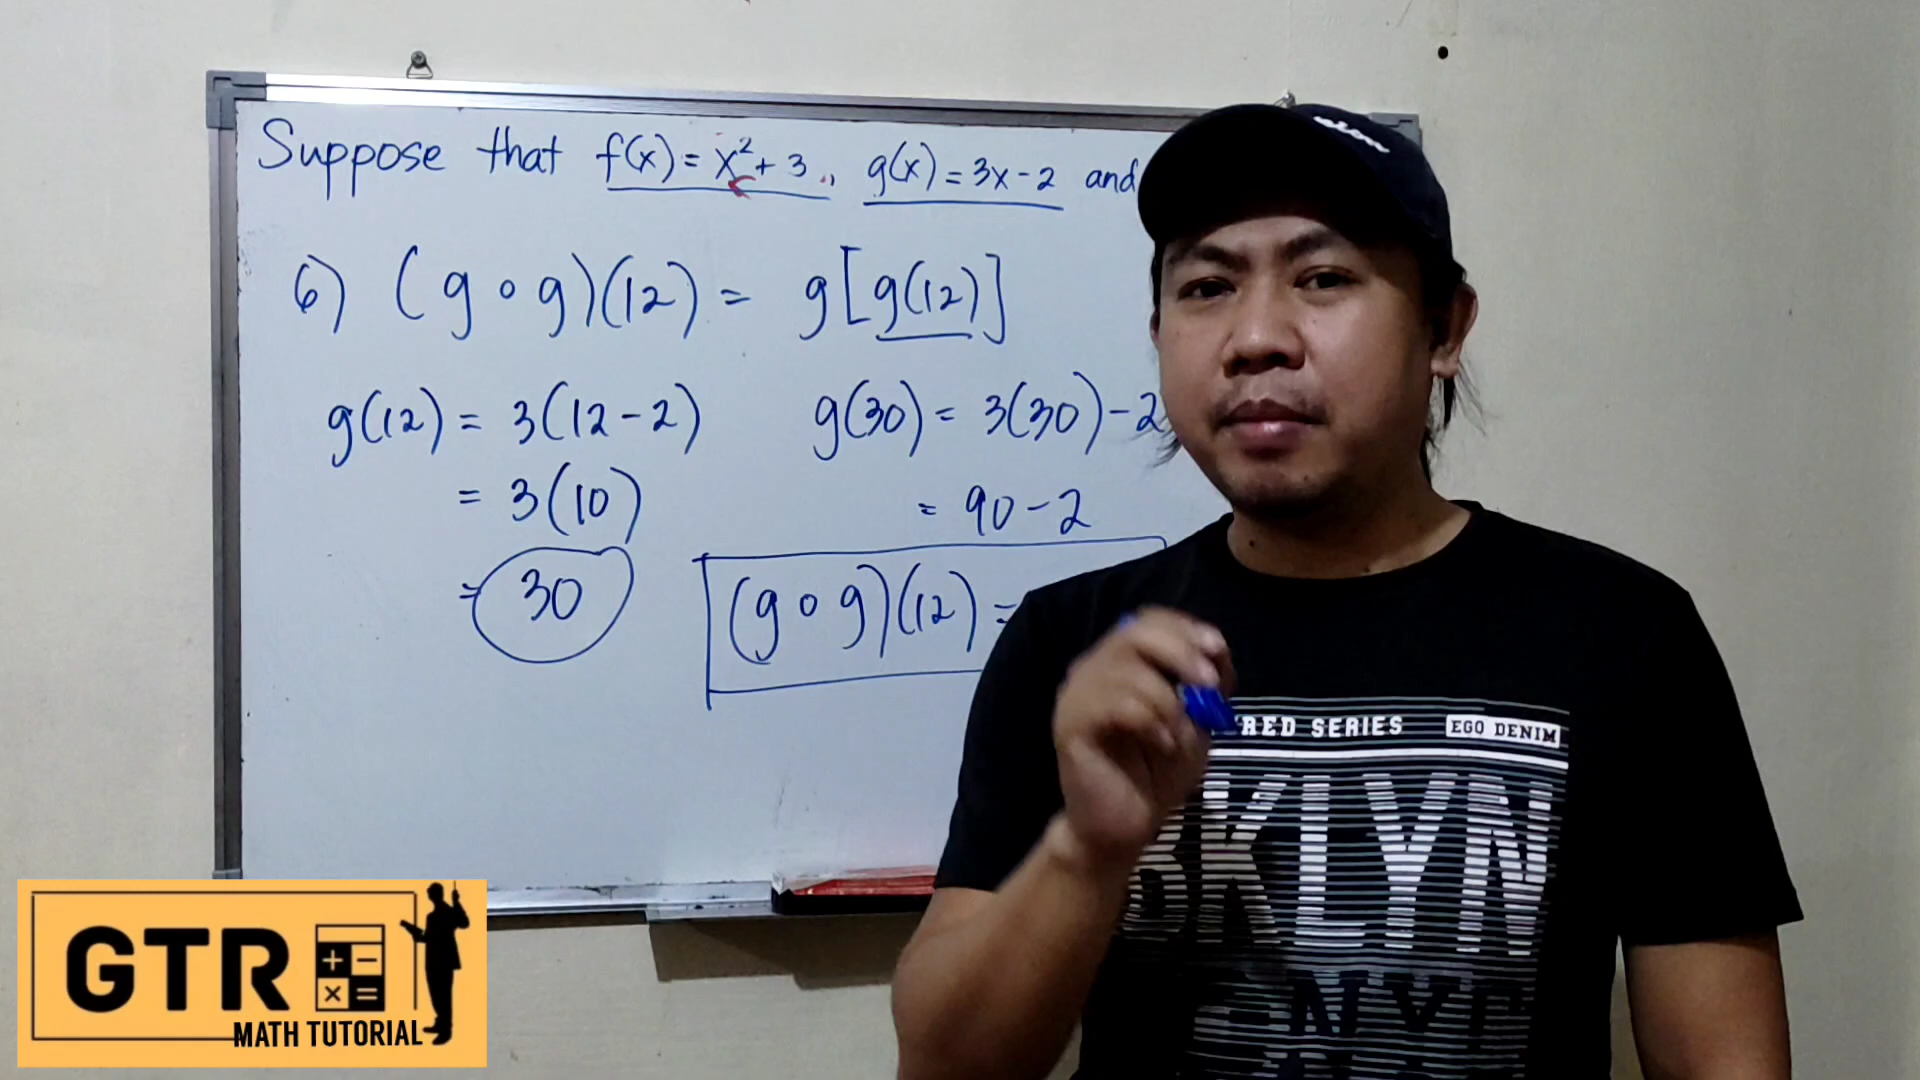 Suppose that f(x) = x² + 3, g(x) = 3x - 2 and
6) (g ∘ g)(12) = g[g(12)]
g(12) = 3(12 - 2)
= 3(10)
= 30
g(30) = 3(30) - 2
= 90 - 2
(g ∘ g)(12) =
RED SERIES
EGO DENIM
BKLYN
GTR
+ -
× =
MATH TUTORIAL